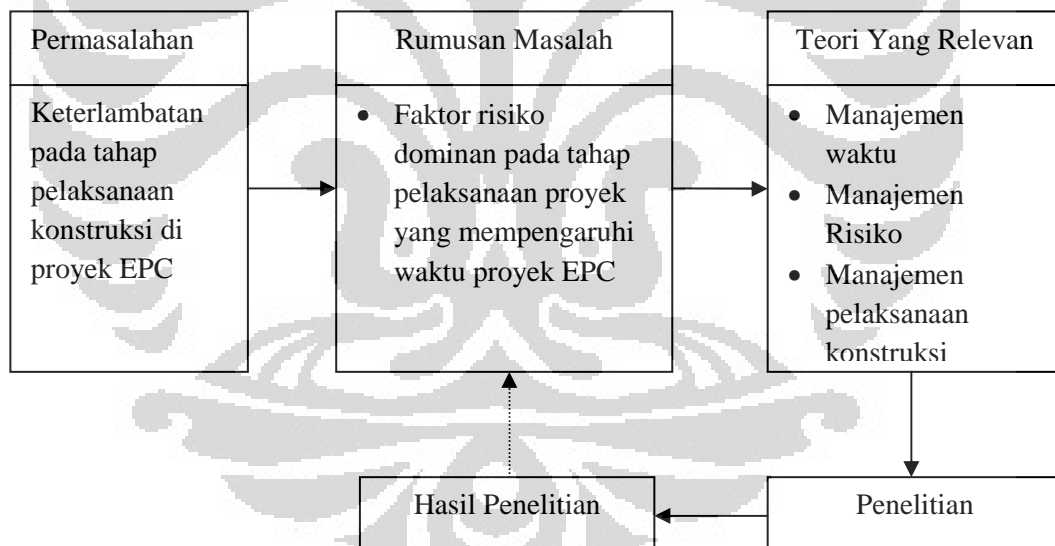 Permasalahan
Keterlambatan
pada tahap
pelaksanaan
konstruksi di
proyek EPC
Rumusan Masalah
• Faktor risiko
dominan pada tahap
pelaksanaan proyek
yang mempengaruhi
waktu proyek EPC
Teori Yang Relevan
• Manajemen
waktu
• Manajemen
Risiko
• Manajemen
pelaksanaan
konstruksi
Hasil Penelitian
Penelitian